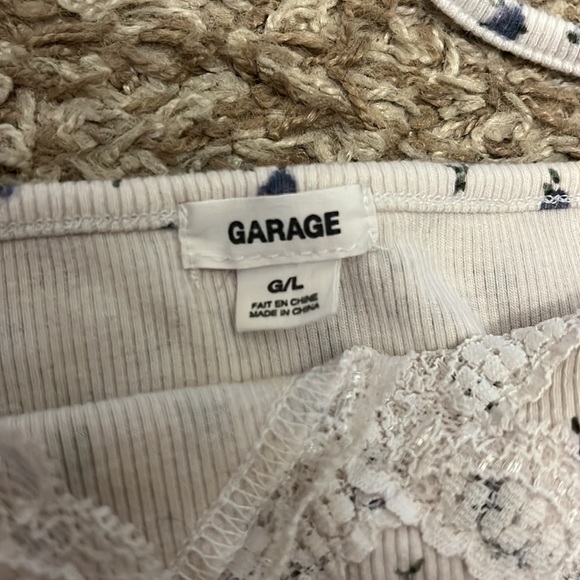 GARAGE
G/L
FAIT EN CHINE
MADE IN CHINA